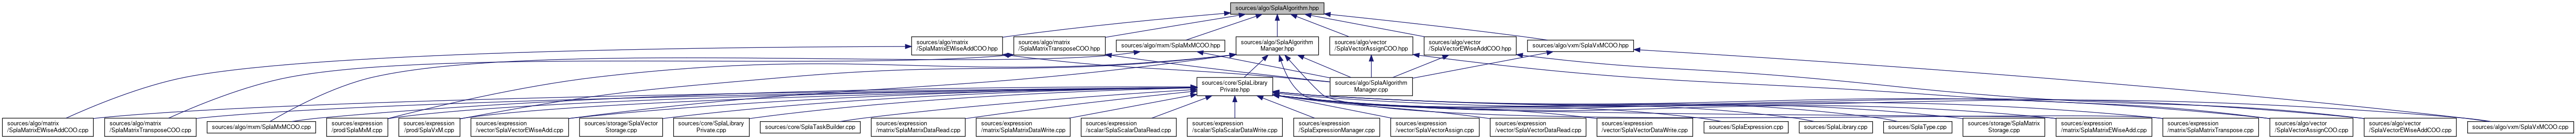 sources/algo/SplaAlgorithm.hpp
sources/algo/matrix
/SplaMatrixEWiseAddCOO.hpp
sources/algo/matrix
/SplaMatrixTransposeCOO.hpp
sources/algo/mxm/SplaMxMCOO.hpp
sources/algo/SplaAlgorithm
Manager.hpp
sources/algo/vector
/SplaVectorAssignCOO.hpp
sources/algo/vector
/SplaVectorEWiseAddCOO.hpp
sources/algo/vxm/SplaVxMCOO.hpp
sources/core/SplaLibrary
Private.hpp
sources/algo/SplaAlgorithm
Manager.cpp
sources/algo/matrix
/SplaMatrixEWiseAddCOO.cpp
sources/algo/matrix
/SplaMatrixTransposeCOO.cpp
sources/algo/mxm/SplaMxMCOO.cpp
sources/expression
/prod/SplaMxM.cpp
sources/expression
/prod/SplaVxM.cpp
sources/expression
/vector/SplaVectorEWiseAdd.cpp
sources/storage/SplaVector
Storage.cpp
sources/core/SplaLibrary
Private.cpp
sources/core/SplaTaskBuilder.cpp
sources/expression
/matrix/SplaMatrixDataRead.cpp
sources/expression
/matrix/SplaMatrixDataWrite.cpp
sources/expression
/scalar/SplaScalarDataRead.cpp
sources/expression
/scalar/SplaScalarDataWrite.cpp
sources/expression
/SplaExpressionManager.cpp
sources/expression
/vector/SplaVectorAssign.cpp
sources/expression
/vector/SplaVectorDataRead.cpp
sources/expression
/vector/SplaVectorDataWrite.cpp
sources/SplaExpression.cpp
sources/SplaLibrary.cpp
sources/SplaType.cpp
sources/storage/SplaMatrix
Storage.cpp
sources/expression
/matrix/SplaMatrixEWiseAdd.cpp
sources/expression
/matrix/SplaMatrixTranspose.cpp
sources/algo/vector
/SplaVectorAssignCOO.cpp
sources/algo/vector
/SplaVectorEWiseAddCOO.cpp
sources/algo/vxm/SplaVxMCOO.cpp